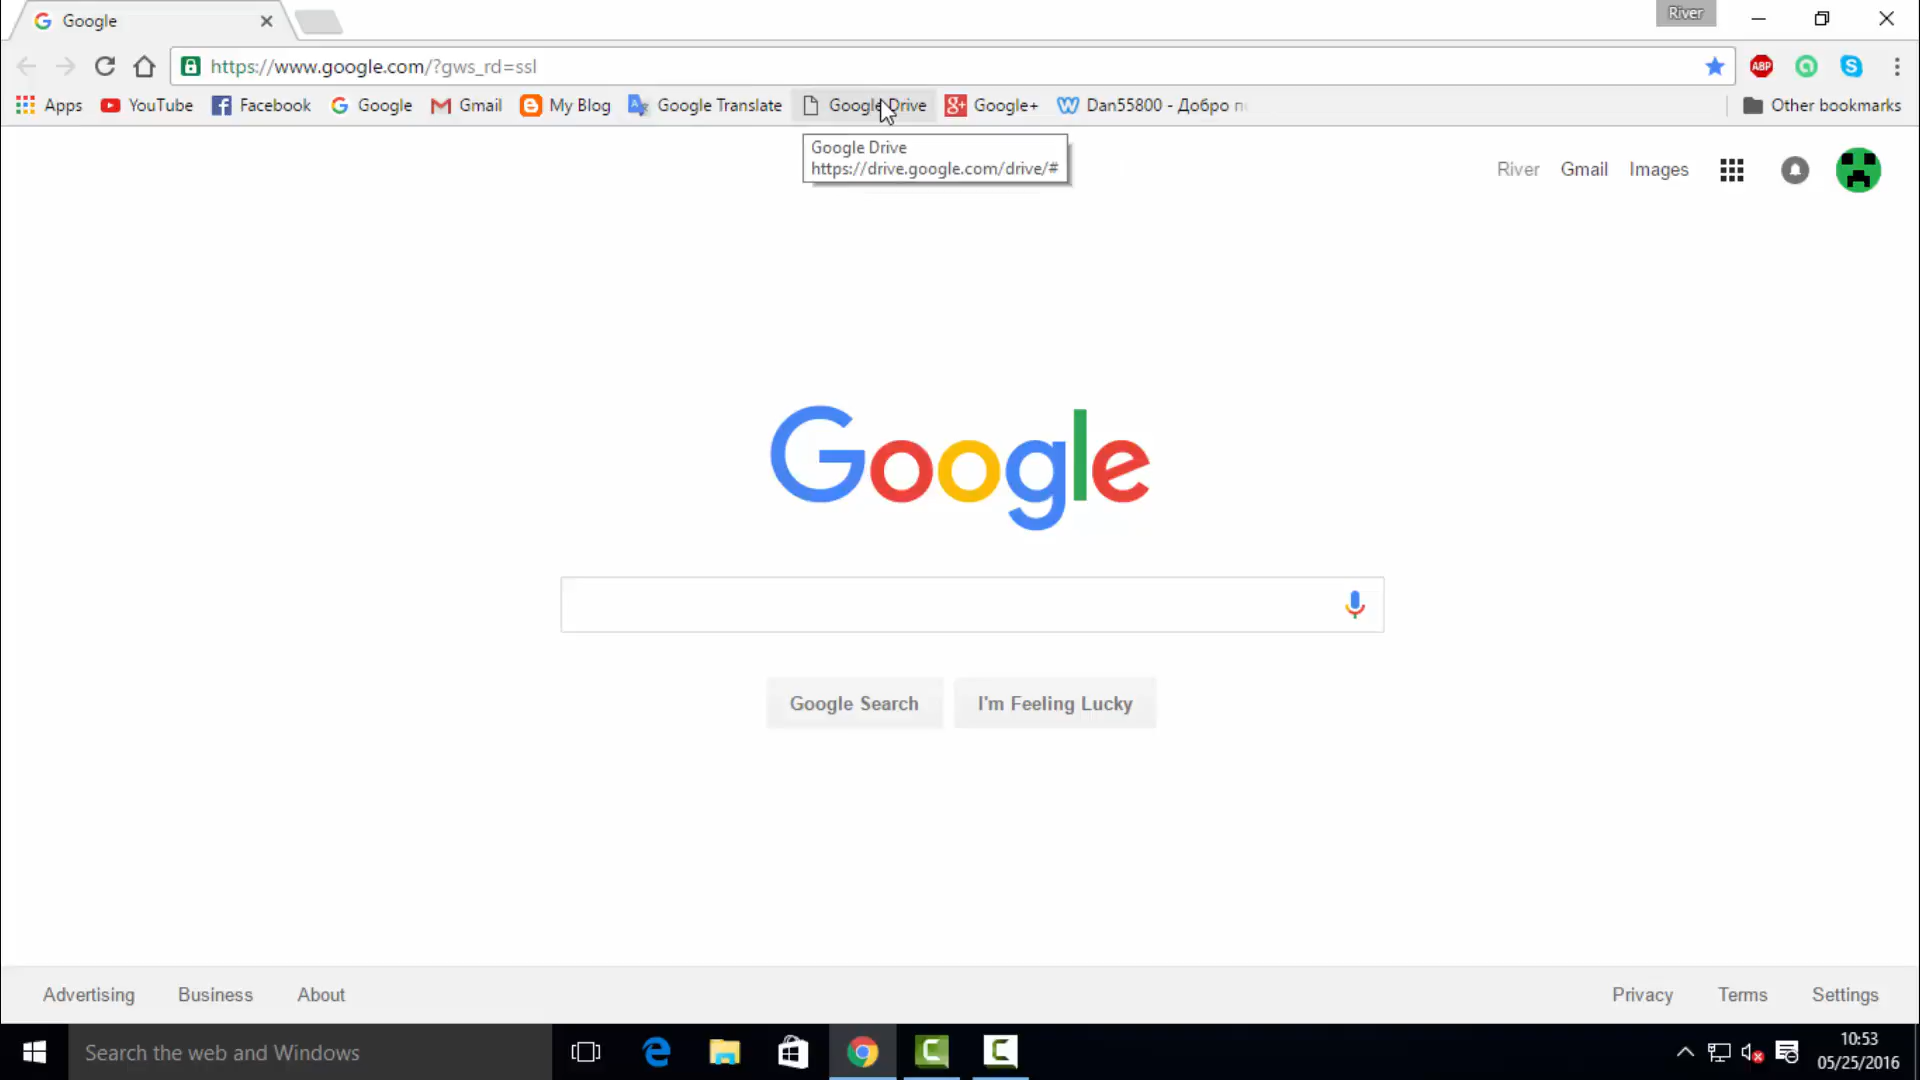 Google
River
https://www.google.com/?gws_rd=ssl
ABP
Apps YouTube Facebook Google Gmail My Blog Google Translate Google Drive Google+ Dan55800 - Добро Other bookmarks
Google Drive
https://drive.google.com/drive/#
River Gmail Images
Google
Google Search I'm Feeling Lucky
Advertising Business About Privacy Terms Settings
Search the web and Windows
10:53
05/25/2016